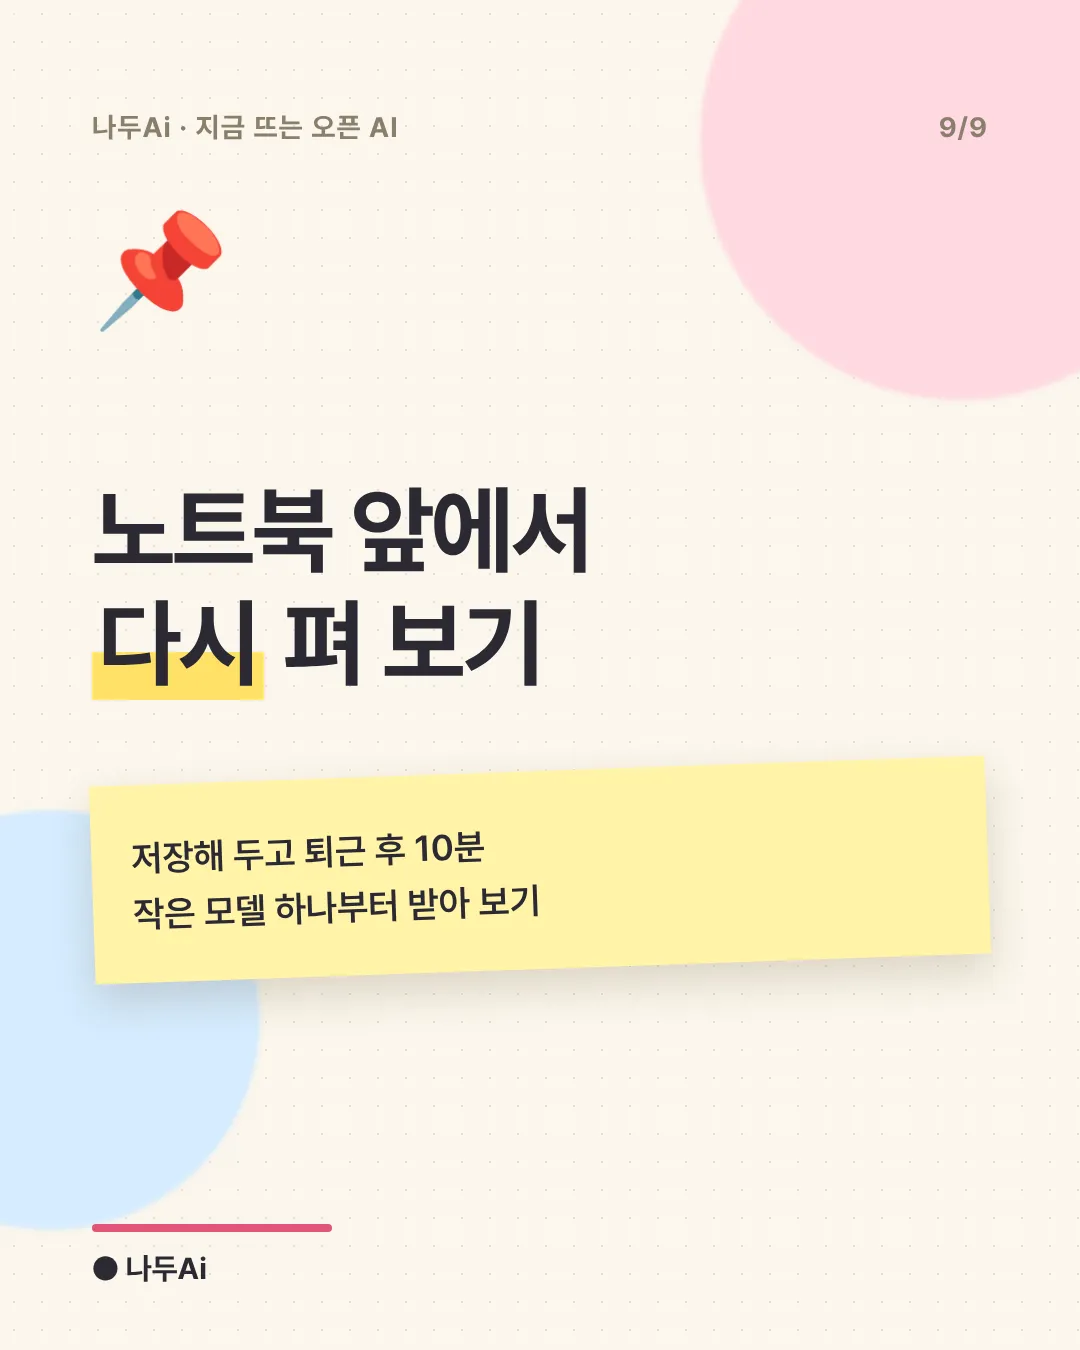 나두Ai · 지금 뜨는 오픈 AI
9/9
노트북 앞에서
다시 펴 보기
저장해 두고 퇴근 후 10분
작은 모델 하나부터 받아 보기
나두Ai